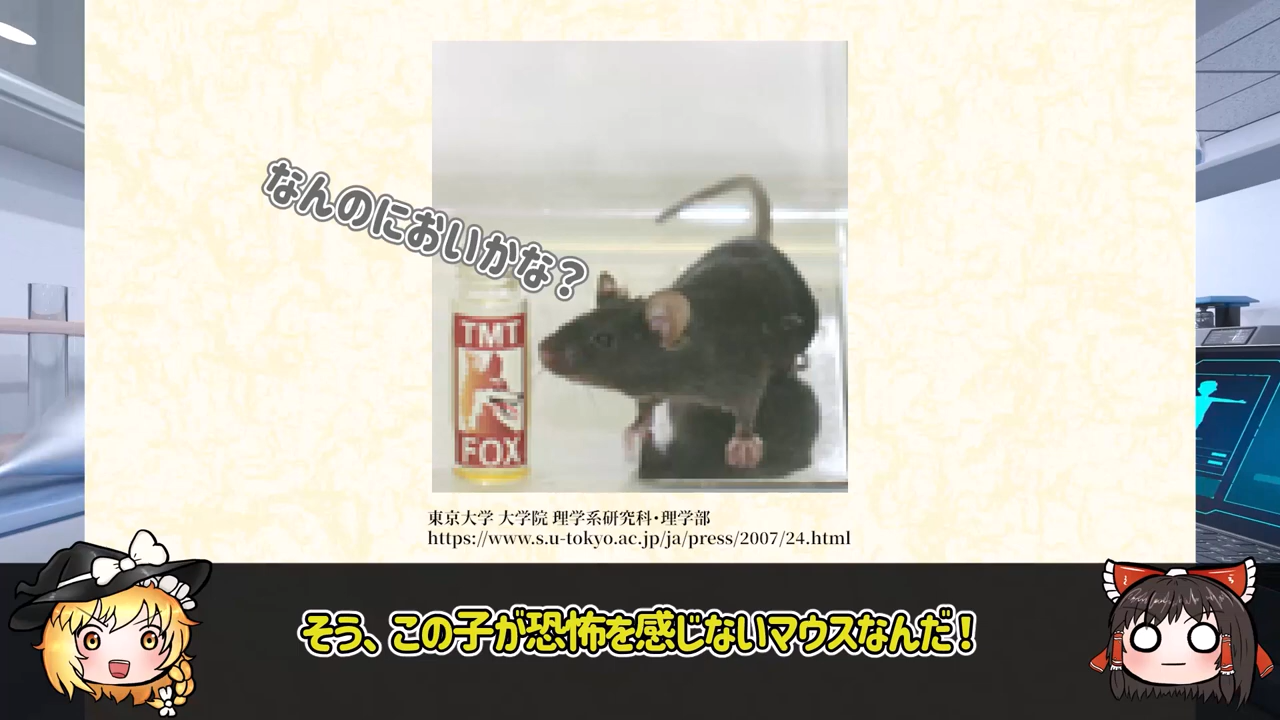 なんのにおいかな？
TMT
FOX
東京大学 大学院 理学系研究科・理学部
https://www.s.u-tokyo.ac.jp/ja/press/2007/24.html
そう、この子が恐怖を感じないマウスなんだ！